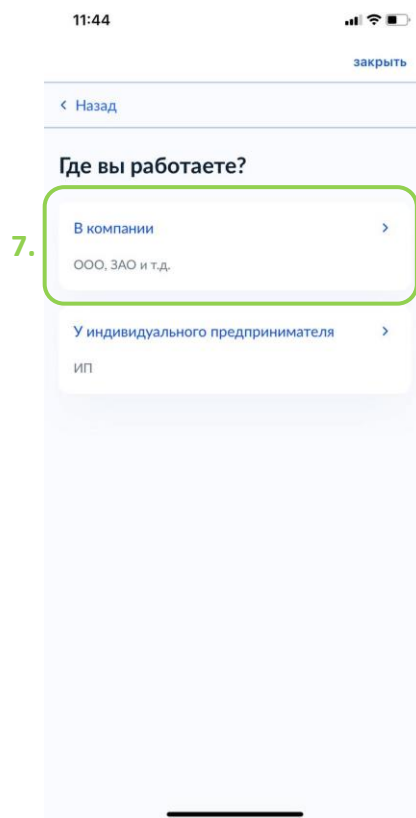 11:44
закрыть
Назад
Где вы работаете?
7.
В компании
ООО, ЗАО и т.д.
У индивидуального предпринимателя
ИП